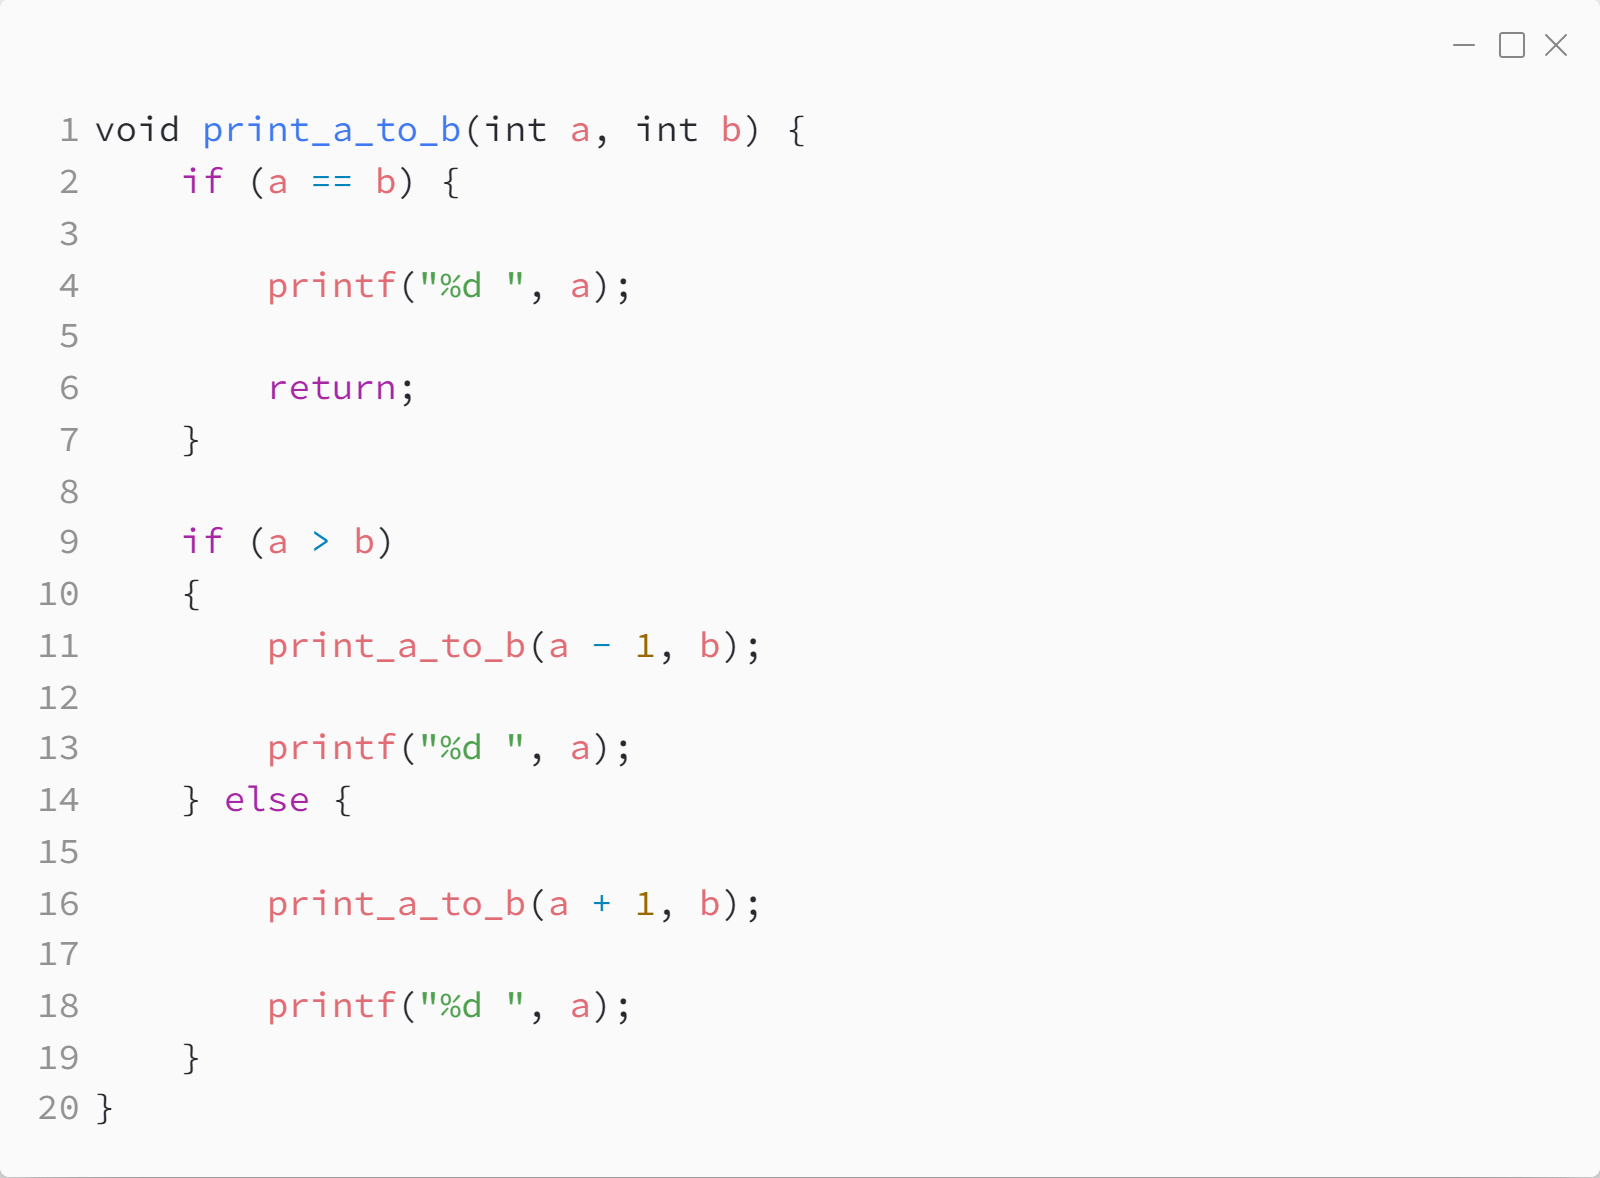 1 void print_a_to_b(int a, int b) {
2     if (a == b) {
3
4         printf("%d ", a);
5
6         return;
7     }
8
9     if (a > b)
10     {
11         print_a_to_b(a - 1, b);
12
13         printf("%d ", a);
14     } else {
15
16         print_a_to_b(a + 1, b);
17
18         printf("%d ", a);
19     }
20 }